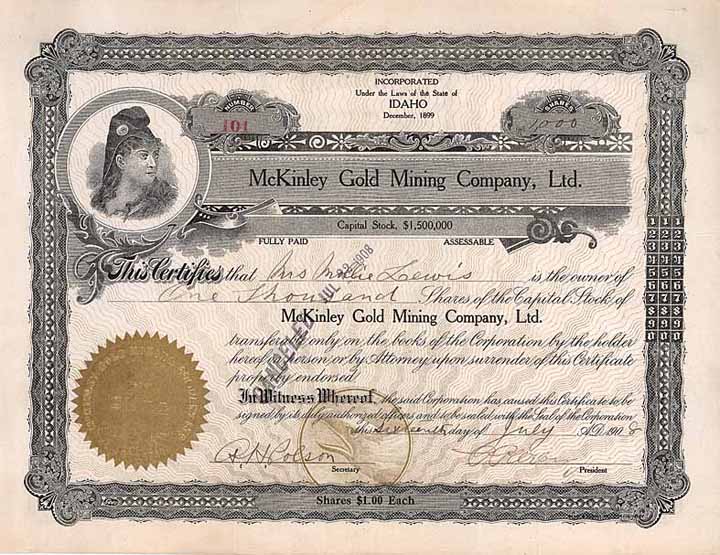 INCORPORATED
Under the Laws of the State of
IDAHO
December, 1899
NUMBER
101
SHARES
1000
McKinley Gold Mining Company, Ltd.
Capital Stock, $1,500,000
FULLY PAID ASSESSABLE
This Certifies that Mrs Lewis is the owner of
One Thousand Shares of the Capital Stock of
McKinley Gold Mining Company, Ltd.
transferable only on the books of the Corporation by the holder
hereof in person or by Attorney upon surrender of this Certificate
properly endorsed
CANCELLED JUL 1908
In Witness Whereof, the said Corporation has caused this Certificate to be
signed by its duly authorized officers and to be sealed with the Seal of the Corporation
this Sixteenth day of July A.D. 1908
Secretary
President
Shares $1.00 Each